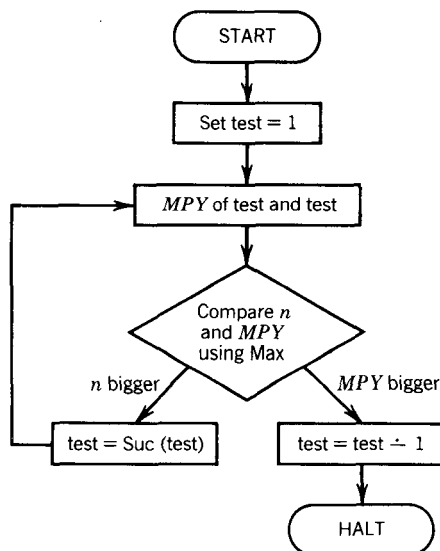 START
Set test = 1
MPY of test and test
Compare n
and MPY
using Max
n bigger
MPY bigger
test = Suc (test)
test = test ∸ 1
HALT